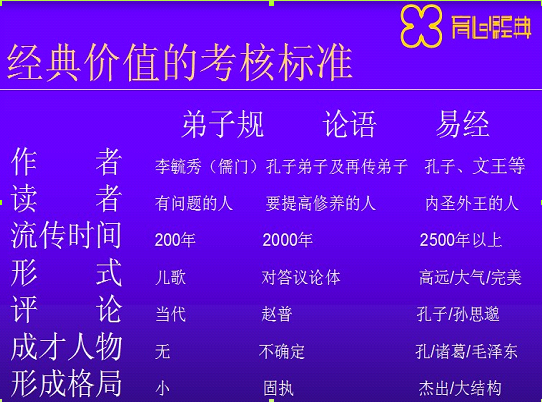 经典价值的考核标准
弟子规 论语 易经
作 者 李毓秀（儒门） 孔子弟子及再传弟子 孔子、文王等
读 者 有问题的人 要提高修养的人 内圣外王的人
流传时间 200年 2000年 2500年以上
形 式 儿歌 对答议论体 高远/大气/完美
评 论 当代 赵普 孔子/孙思邈
成才人物 无 不确定 孔/诸葛/毛泽东
形成格局 小 固执 杰出/大结构